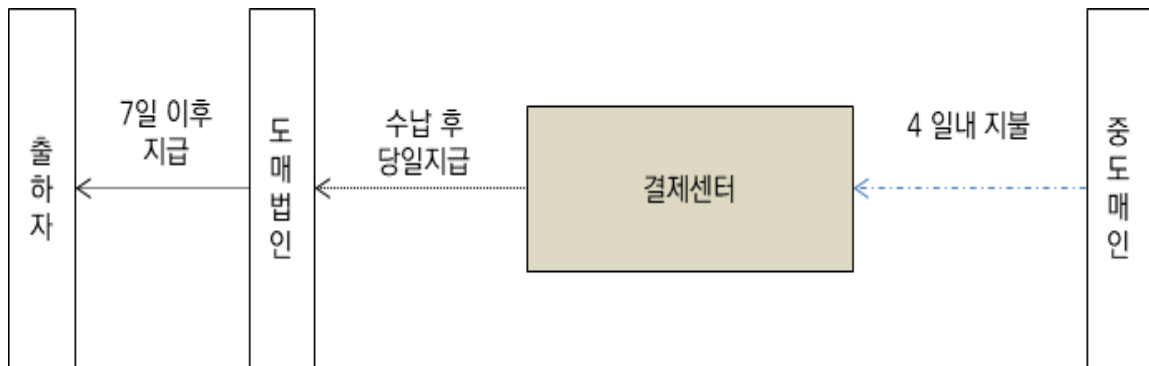 출하자
7일 이후
지급
도매법인
수납 후
당일지급
결제센터
4 일내 지불
중도매인